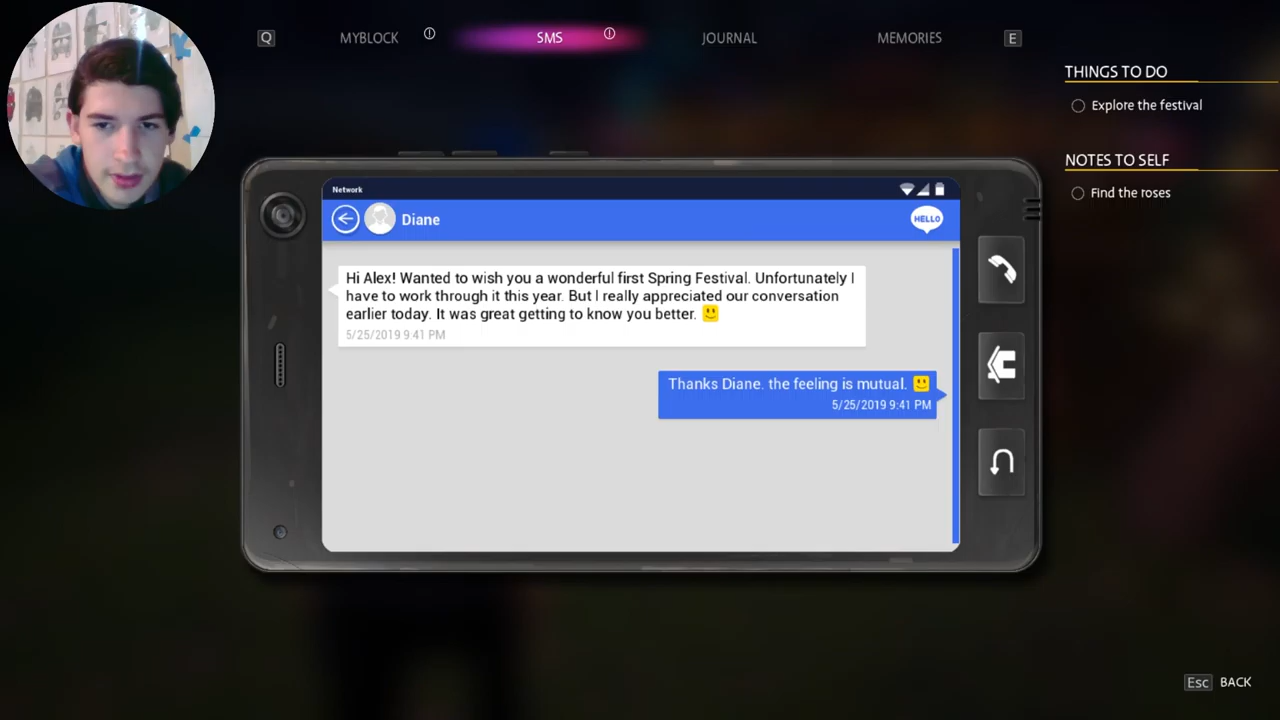 Q
MYBLOCK
SMS
JOURNAL
MEMORIES
E
THINGS TO DO
Explore the festival
NOTES TO SELF
Find the roses
Network
Diane
HELLO
Hi Alex! Wanted to wish you a wonderful first Spring Festival. Unfortunately I
have to work through it this year. But I really appreciated our conversation
earlier today. It was great getting to know you better.
5/25/2019 9:41 PM
Thanks Diane. the feeling is mutual.
5/25/2019 9:41 PM
Esc BACK